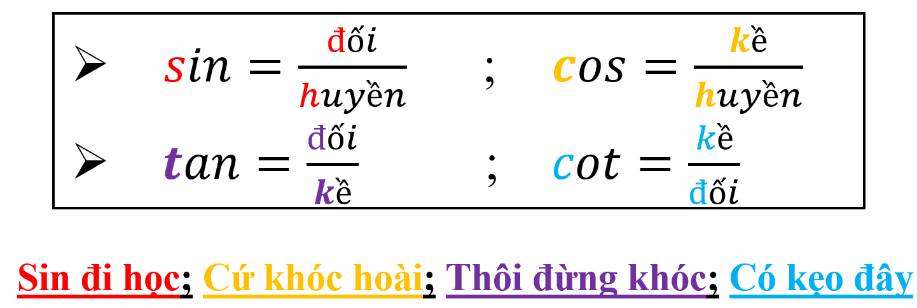 ➢ sin = đối/huyền ; cos = kề/huyền
➢ tan = đối/kề ; cot = kề/đối
Sin đi học; Cứ khóc hoài; Thôi đừng khóc; Có kẹo đây